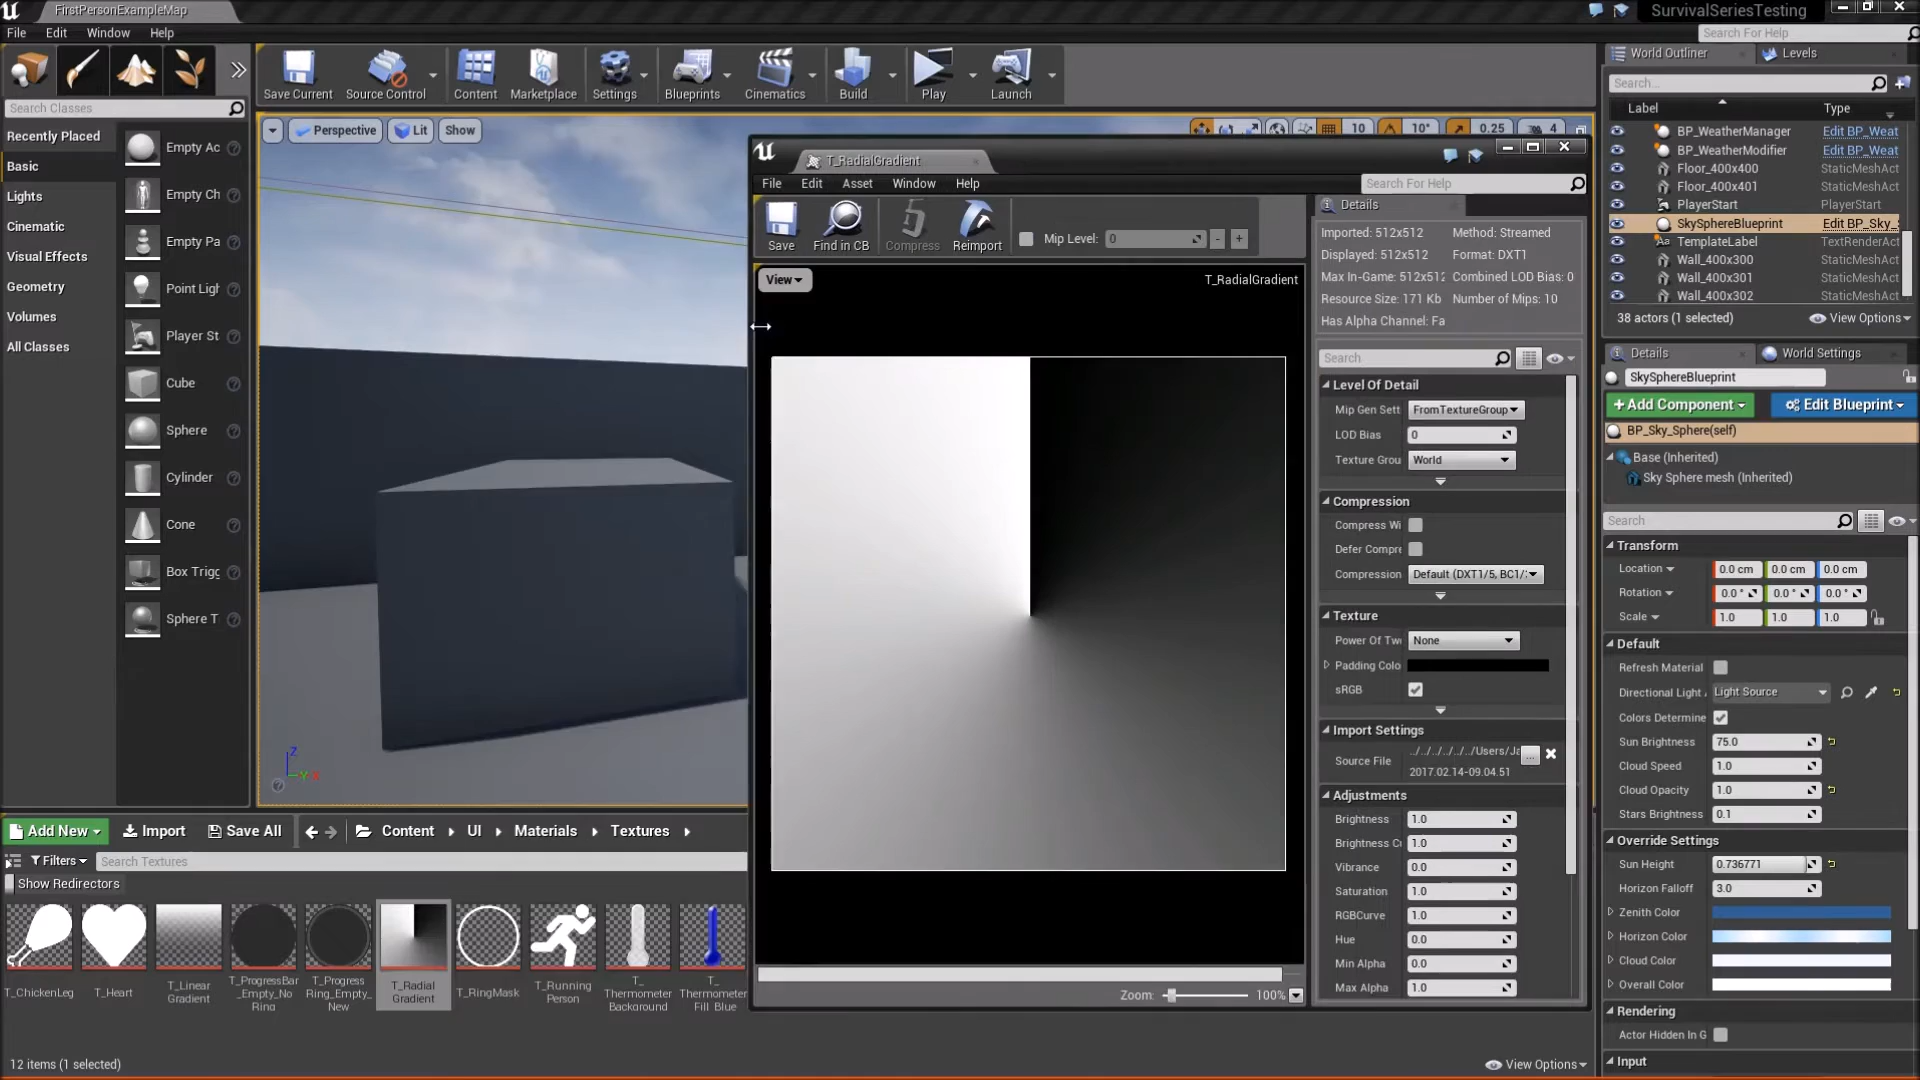 FirstPersonExampleMap
SurvivalSeriesTesting
File Edit Window Help
Search For Help
Save Current
Source Control
Content
Marketplace
Settings
Blueprints
Cinematics
Build
Play
Launch
Search Classes
Recently Placed
Basic
Lights
Cinematic
Visual Effects
Geometry
Volumes
All Classes
Empty Ac
Empty Ch
Empty Pa
Point Ligh
Player St
Cube
Sphere
Cylinder
Cone
Box Trigg
Sphere T
Perspective
Lit
Show
10
10°
0.25
4
T_RadialGradient
File Edit Asset Window Help
Search For Help
Save
Find in CB
Compress
Reimport
Mip Level: 0
- +
View
T_RadialGradient
Zoom: 100%
Details
Imported: 512x512 Method: Streamed
Displayed: 512x512 Format: DXT1
Max In-Game: 512x512 Combined LOD Bias: 0
Resource Size: 171 Kb Number of Mips: 10
Has Alpha Channel: Fa
Search
Level Of Detail
Mip Gen Sett FromTextureGroup
LOD Bias 0
Texture Grou World
Compression
Compress Wi
Defer Compre
Compression Default (DXT1/5, BC1/
Texture
Power Of Tw None
Padding Colo
sRGB
Import Settings
Source File ../../../../../../Users/Ja
...
2017.02.14-09.04.51
Adjustments
Brightness 1.0
Brightness Cu 1.0
Vibrance 0.0
Saturation 1.0
RGBCurve 1.0
Hue 0.0
Min Alpha 0.0
Max Alpha 1.0
World Outliner
Levels
Search...
Label Type
BP_WeatherManager Edit BP_Weat
BP_WeatherModifier Edit BP_Weat
Floor_400x400 StaticMeshAct
Floor_400x401 StaticMeshAct
PlayerStart PlayerStart
SkySphereBlueprint Edit BP_Sky_
TemplateLabel TextRenderAct
Wall_400x300 StaticMeshAct
Wall_400x301 StaticMeshAct
Wall_400x302 StaticMeshAct
38 actors (1 selected) View Options
Details
World Settings
SkySphereBlueprint
+Add Component
Edit Blueprint
BP_Sky_Sphere(self)
Base (Inherited)
Sky Sphere mesh (Inherited)
Search
Transform
Location 0.0 cm 0.0 cm 0.0 cm
Rotation 0.0 ° 0.0 ° 0.0 °
Scale 1.0 1.0 1.0
Default
Refresh Material
Directional Light A Light Source
Colors Determine
Sun Brightness 75.0
Cloud Speed 1.0
Cloud Opacity 1.0
Stars Brightness 0.1
Override Settings
Sun Height 0.736771
Horizon Falloff 3.0
Zenith Color
Horizon Color
Cloud Color
Overall Color
Rendering
Actor Hidden In G
Input
Add New
Import
Save All
Content
UI
Materials
Textures
Filters
Search Textures
Show Redirectors
T_ChickenLeg
T_Heart
T_Linear
Gradient
T_ProgressBar
_Empty_No
Ring
T_Progress
Ring_Empty_
New
T_Radial
Gradient
T_RingMask
T_Running
Person
T_
Thermometer
Background
T_
Thermometer
Fill_Blue
12 items (1 selected)
View Options
Z
Y
X